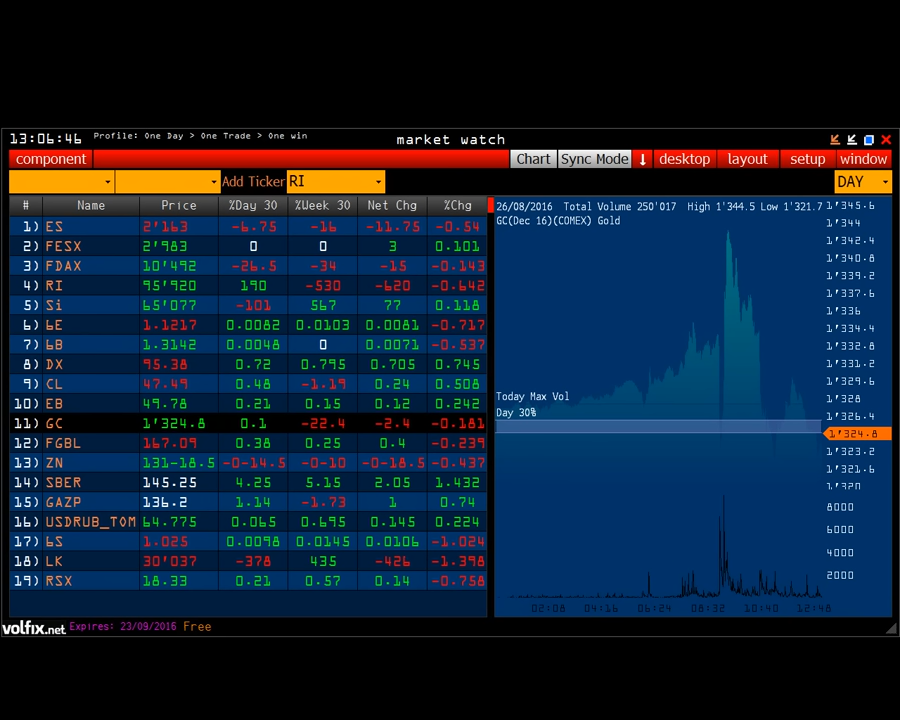 13:06:46 Profile: One Day > One Trade > One win market watch
component Chart Sync Mode ↓ desktop layout setup window
Add Ticker RI DAY
# Name Price %Day 30 %Week 30 Net Chg %Chg
1) ES 2'163 -6.75 -16 -11.75 -0.54
2) FESX 2'983 0 0 3 0.101
3) FDAX 10'492 -26.5 -34 -15 -0.143
4) RI 95'920 190 -530 -620 -0.642
5) Si 65'077 -101 567 77 0.118
6) 6E 1.1217 0.0082 0.0103 0.0081 -0.717
7) 6B 1.3142 0.0048 0 0.0071 -0.537
8) DX 95.38 0.72 0.795 0.705 0.745
9) CL 47.49 0.48 -1.19 0.24 0.508
10) EB 49.78 0.21 0.15 0.12 0.242
11) GC 1'324.8 0.1 -22.4 -2.4 -0.181
12) FGBL 167.09 0.38 0.25 0.4 -0.239
13) ZN 131-18.5 -0-14.5 -0-10 -0-18.5 -0.437
14) SBER 145.25 4.25 5.15 2.05 1.432
15) GAZP 136.2 1.14 -1.73 1 0.74
16) USDRUB_TOM 64.775 0.065 0.695 0.145 0.224
17) 6S 1.025 0.0098 0.0145 0.0106 -1.024
18) LK 30'037 -378 435 -426 -1.398
19) RSX 18.33 0.21 0.57 0.14 -0.758
26/08/2016 Total Volume 250'017 High 1'344.5 Low 1'321.7
GC(Dec 16)(COMEX) Gold
Today Max Vol
Day 30%
1'345.6
1'344
1'342.4
1'340.8
1'339.2
1'337.6
1'336
1'334.4
1'332.8
1'331.2
1'329.6
1'328
1'326.4
1'324.8
1'323.2
1'321.6
1'320
8000
6000
4000
2000
02:08 04:16 06:24 08:32 10:40 12:48
volfix.net Expires: 23/09/2016 Free